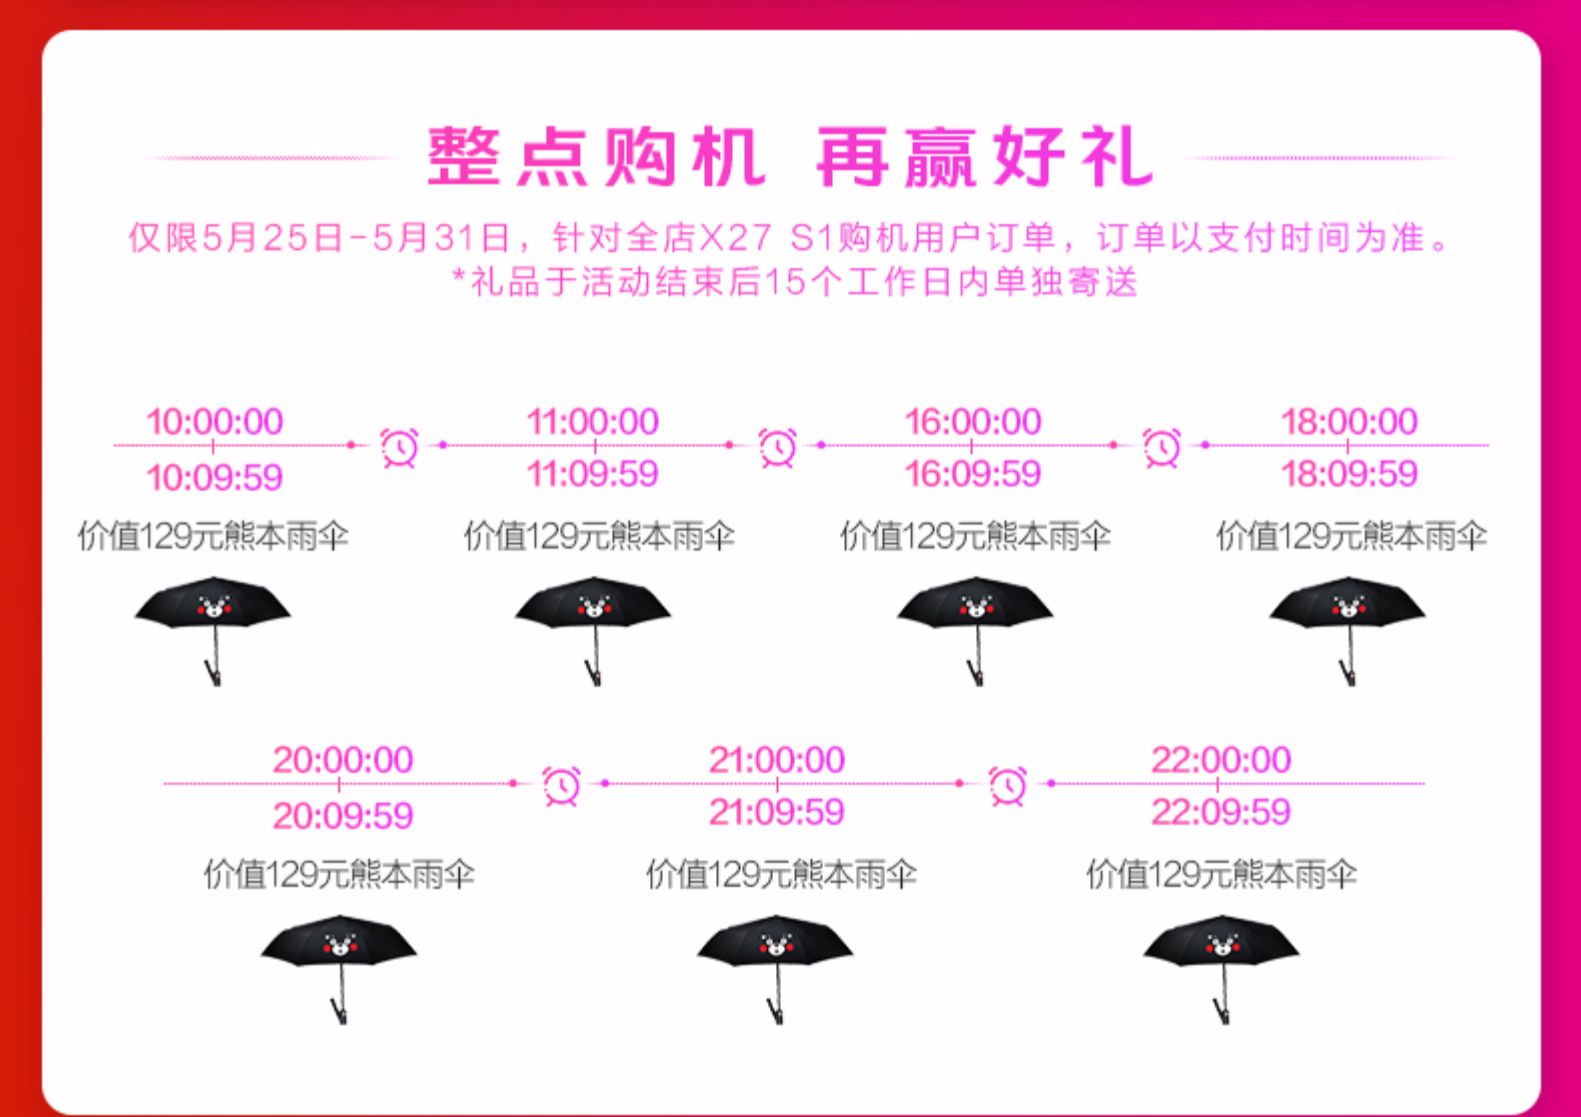 整点购机 再赢好礼
仅限5月25日-5月31日，针对全店X27 S1购机用户订单，订单以支付时间为准。
*礼品于活动结束后15个工作日内单独寄送
10:00:00 11:00:00 16:00:00 18:00:00
10:09:59 11:09:59 16:09:59 18:09:59
价值129元熊本雨伞 价值129元熊本雨伞 价值129元熊本雨伞 价值129元熊本雨伞
20:00:00 21:00:00 22:00:00
20:09:59 21:09:59 22:09:59
价值129元熊本雨伞 价值129元熊本雨伞 价值129元熊本雨伞